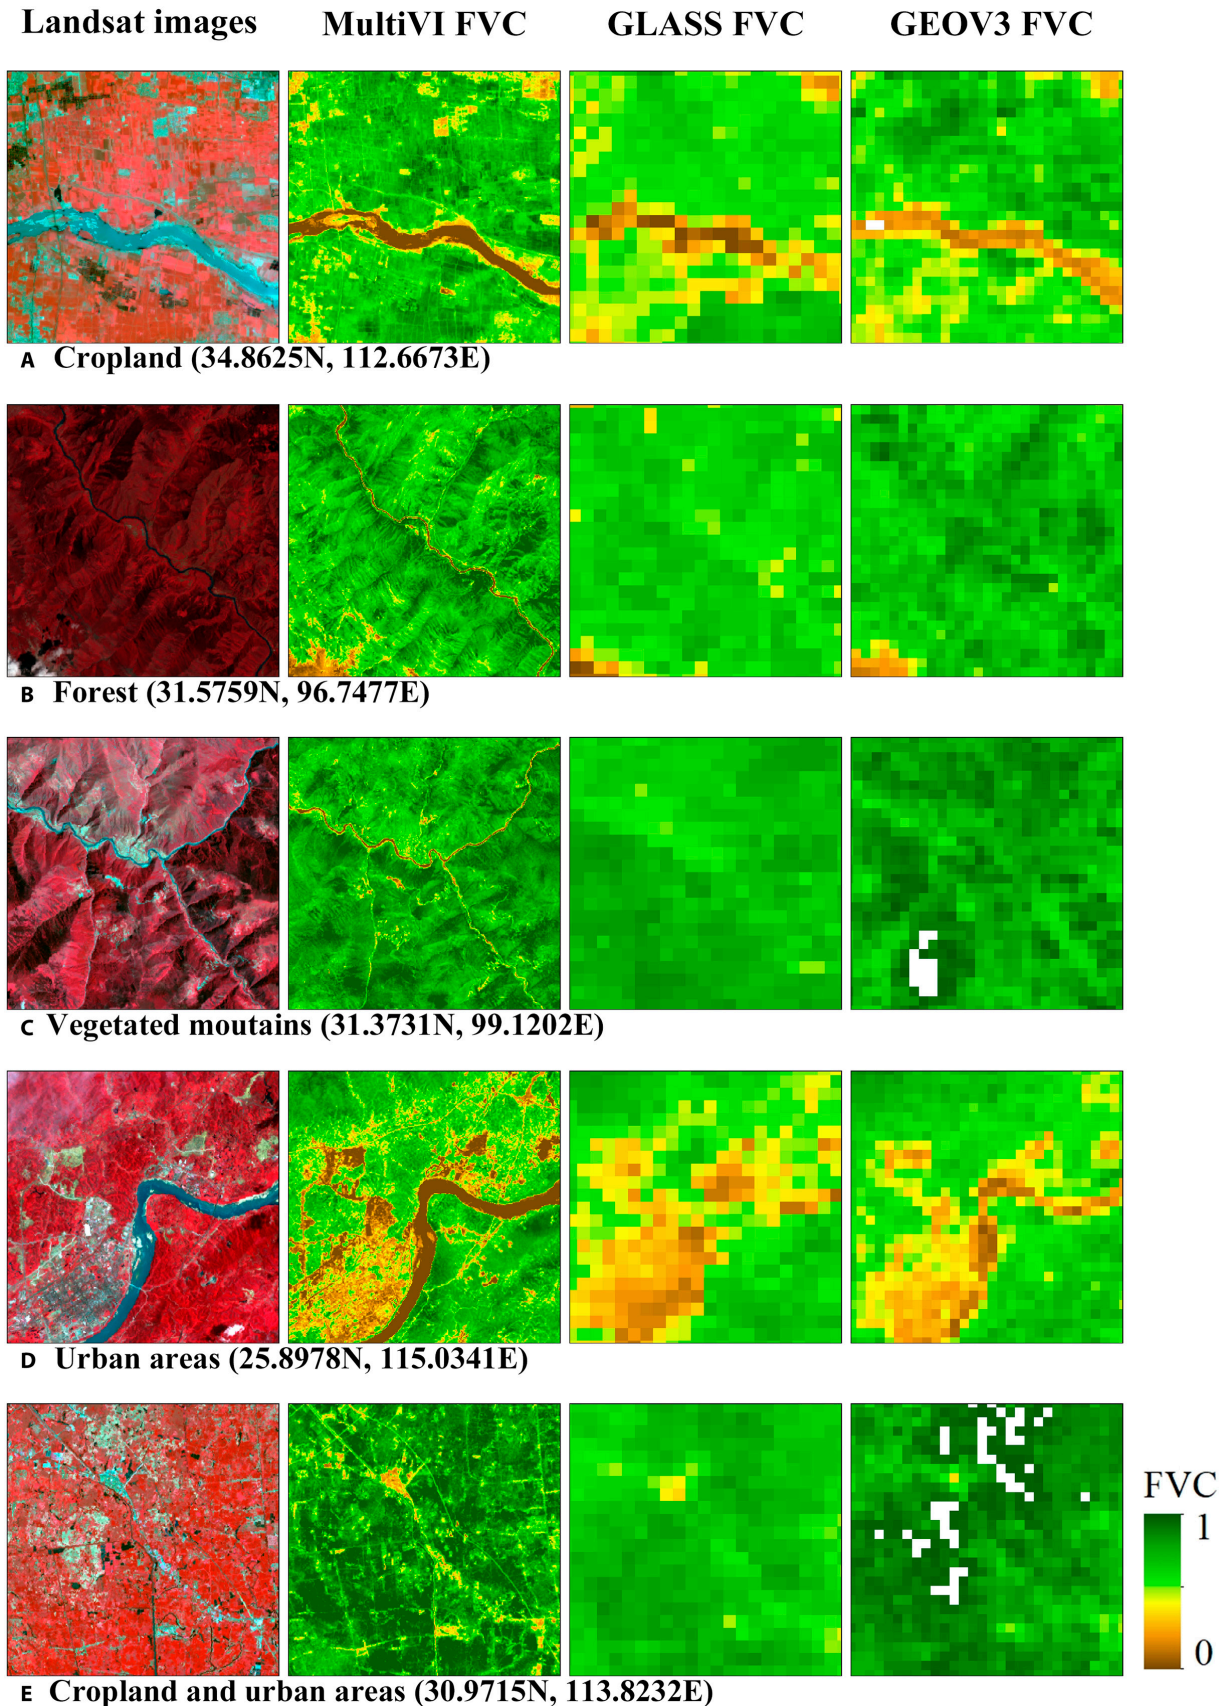 Landsat images MultiVI FVC GLASS FVC GEOV3 FVC
A Cropland (34.8625N, 112.6673E)
B Forest (31.5759N, 96.7477E)
C Vegetated moutains (31.3731N, 99.1202E)
D Urban areas (25.8978N, 115.0341E)
FVC
1
0
E Cropland and urban areas (30.9715N, 113.8232E)